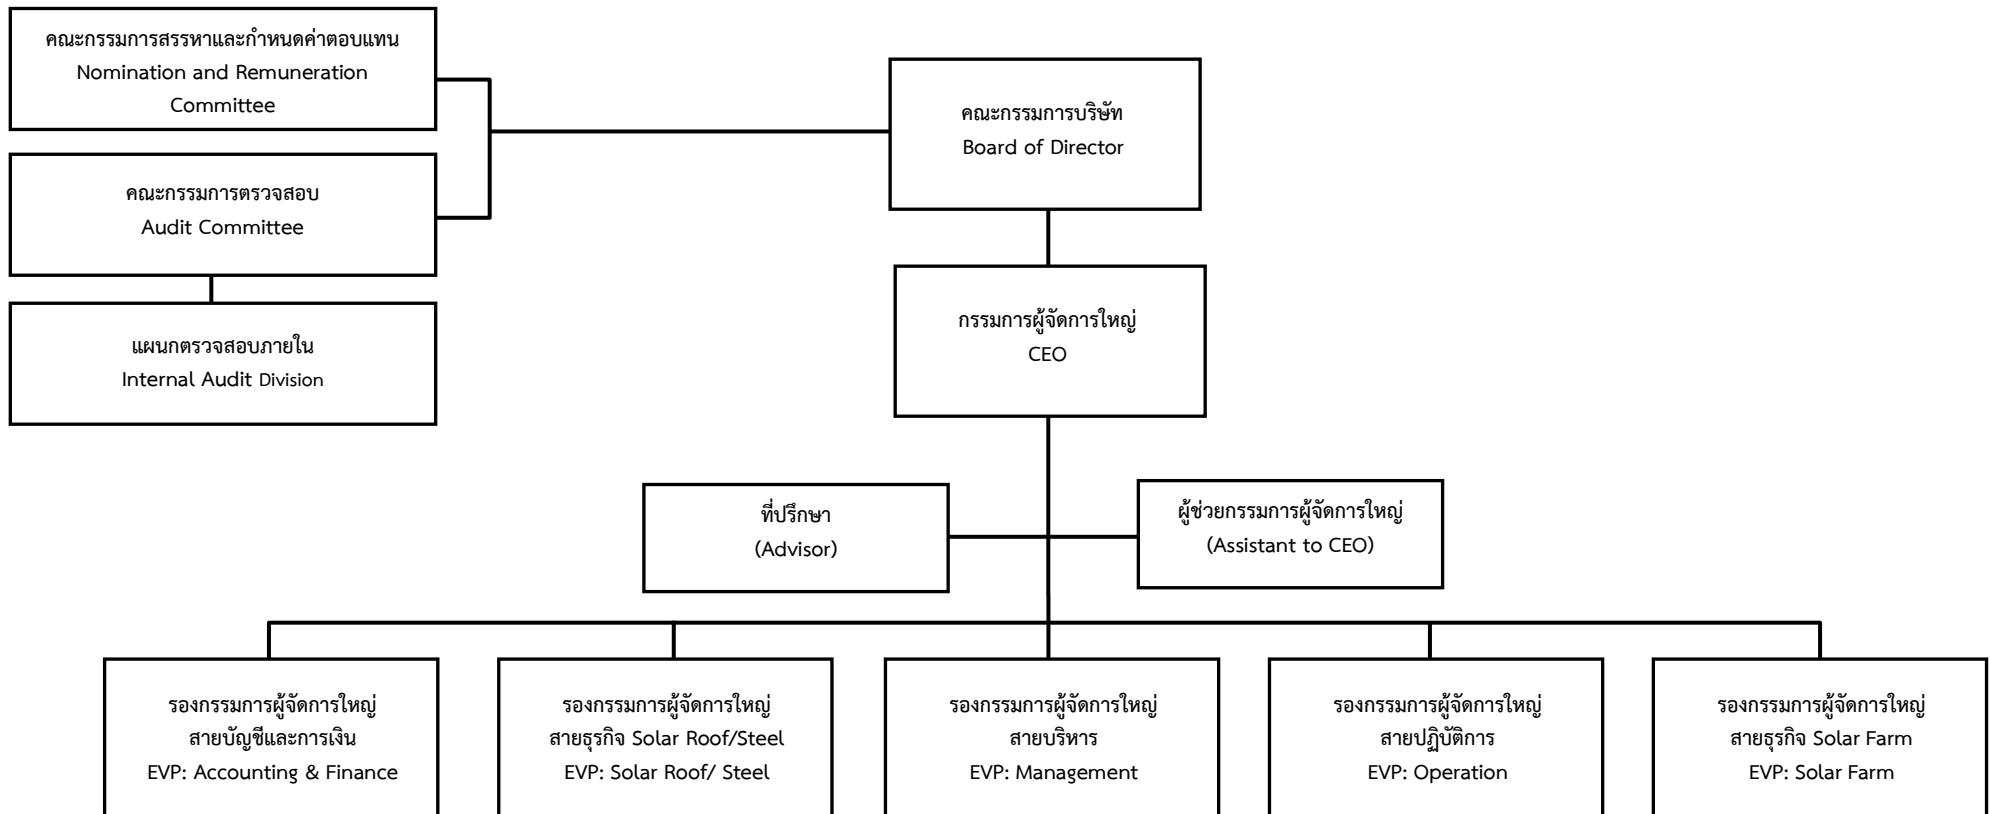 คณะกรรมการสรรหาและกำหนดค่าตอบแทน
Nomination and Remuneration
Committee
คณะกรรมการบริษัท
Board of Director
คณะกรรมการตรวจสอบ
Audit Committee
แผนกตรวจสอบภายใน
Internal Audit Division
กรรมการผู้จัดการใหญ่
CEO
ที่ปรึกษา
(Advisor)
ผู้ช่วยกรรมการผู้จัดการใหญ่
(Assistant to CEO)
รองกรรมการผู้จัดการใหญ่
สายบัญชีและการเงิน
EVP: Accounting & Finance
รองกรรมการผู้จัดการใหญ่
สายธุรกิจ Solar Roof/Steel
EVP: Solar Roof/ Steel
รองกรรมการผู้จัดการใหญ่
สายบริหาร
EVP: Management
รองกรรมการผู้จัดการใหญ่
สายปฏิบัติการ
EVP: Operation
รองกรรมการผู้จัดการใหญ่
สายธุรกิจ Solar Farm
EVP: Solar Farm